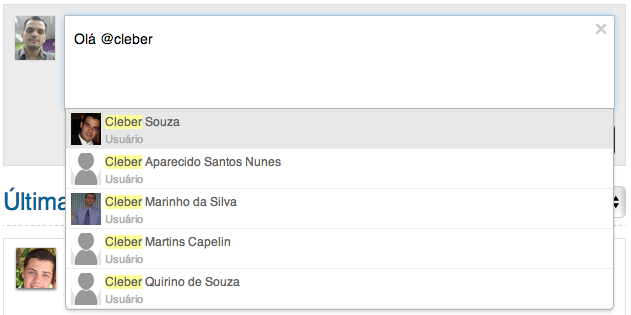 Olá @cleber
×
Cleber Souza
Usuário
Cleber Aparecido Santos Nunes
Usuário
Cleber Marinho da Silva
Usuário
Cleber Martins Capelin
Usuário
Cleber Quirino de Souza
Usuário
Última